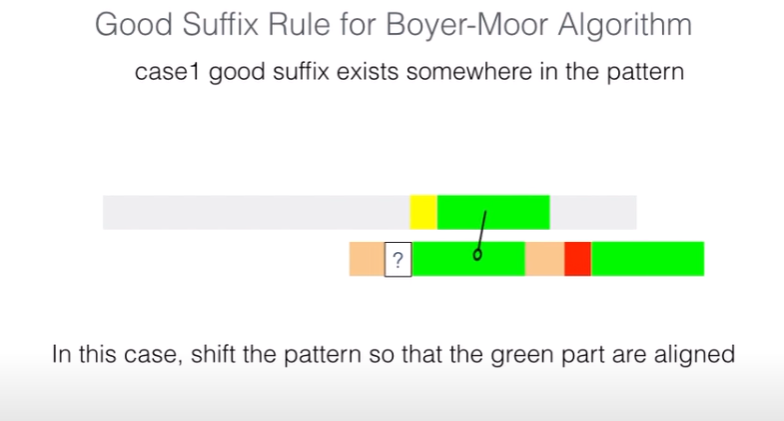 Good Suffix Rule for Boyer-Moor Algorithm
case1 good suffix exists somewhere in the pattern
?
In this case, shift the pattern so that the green part are aligned